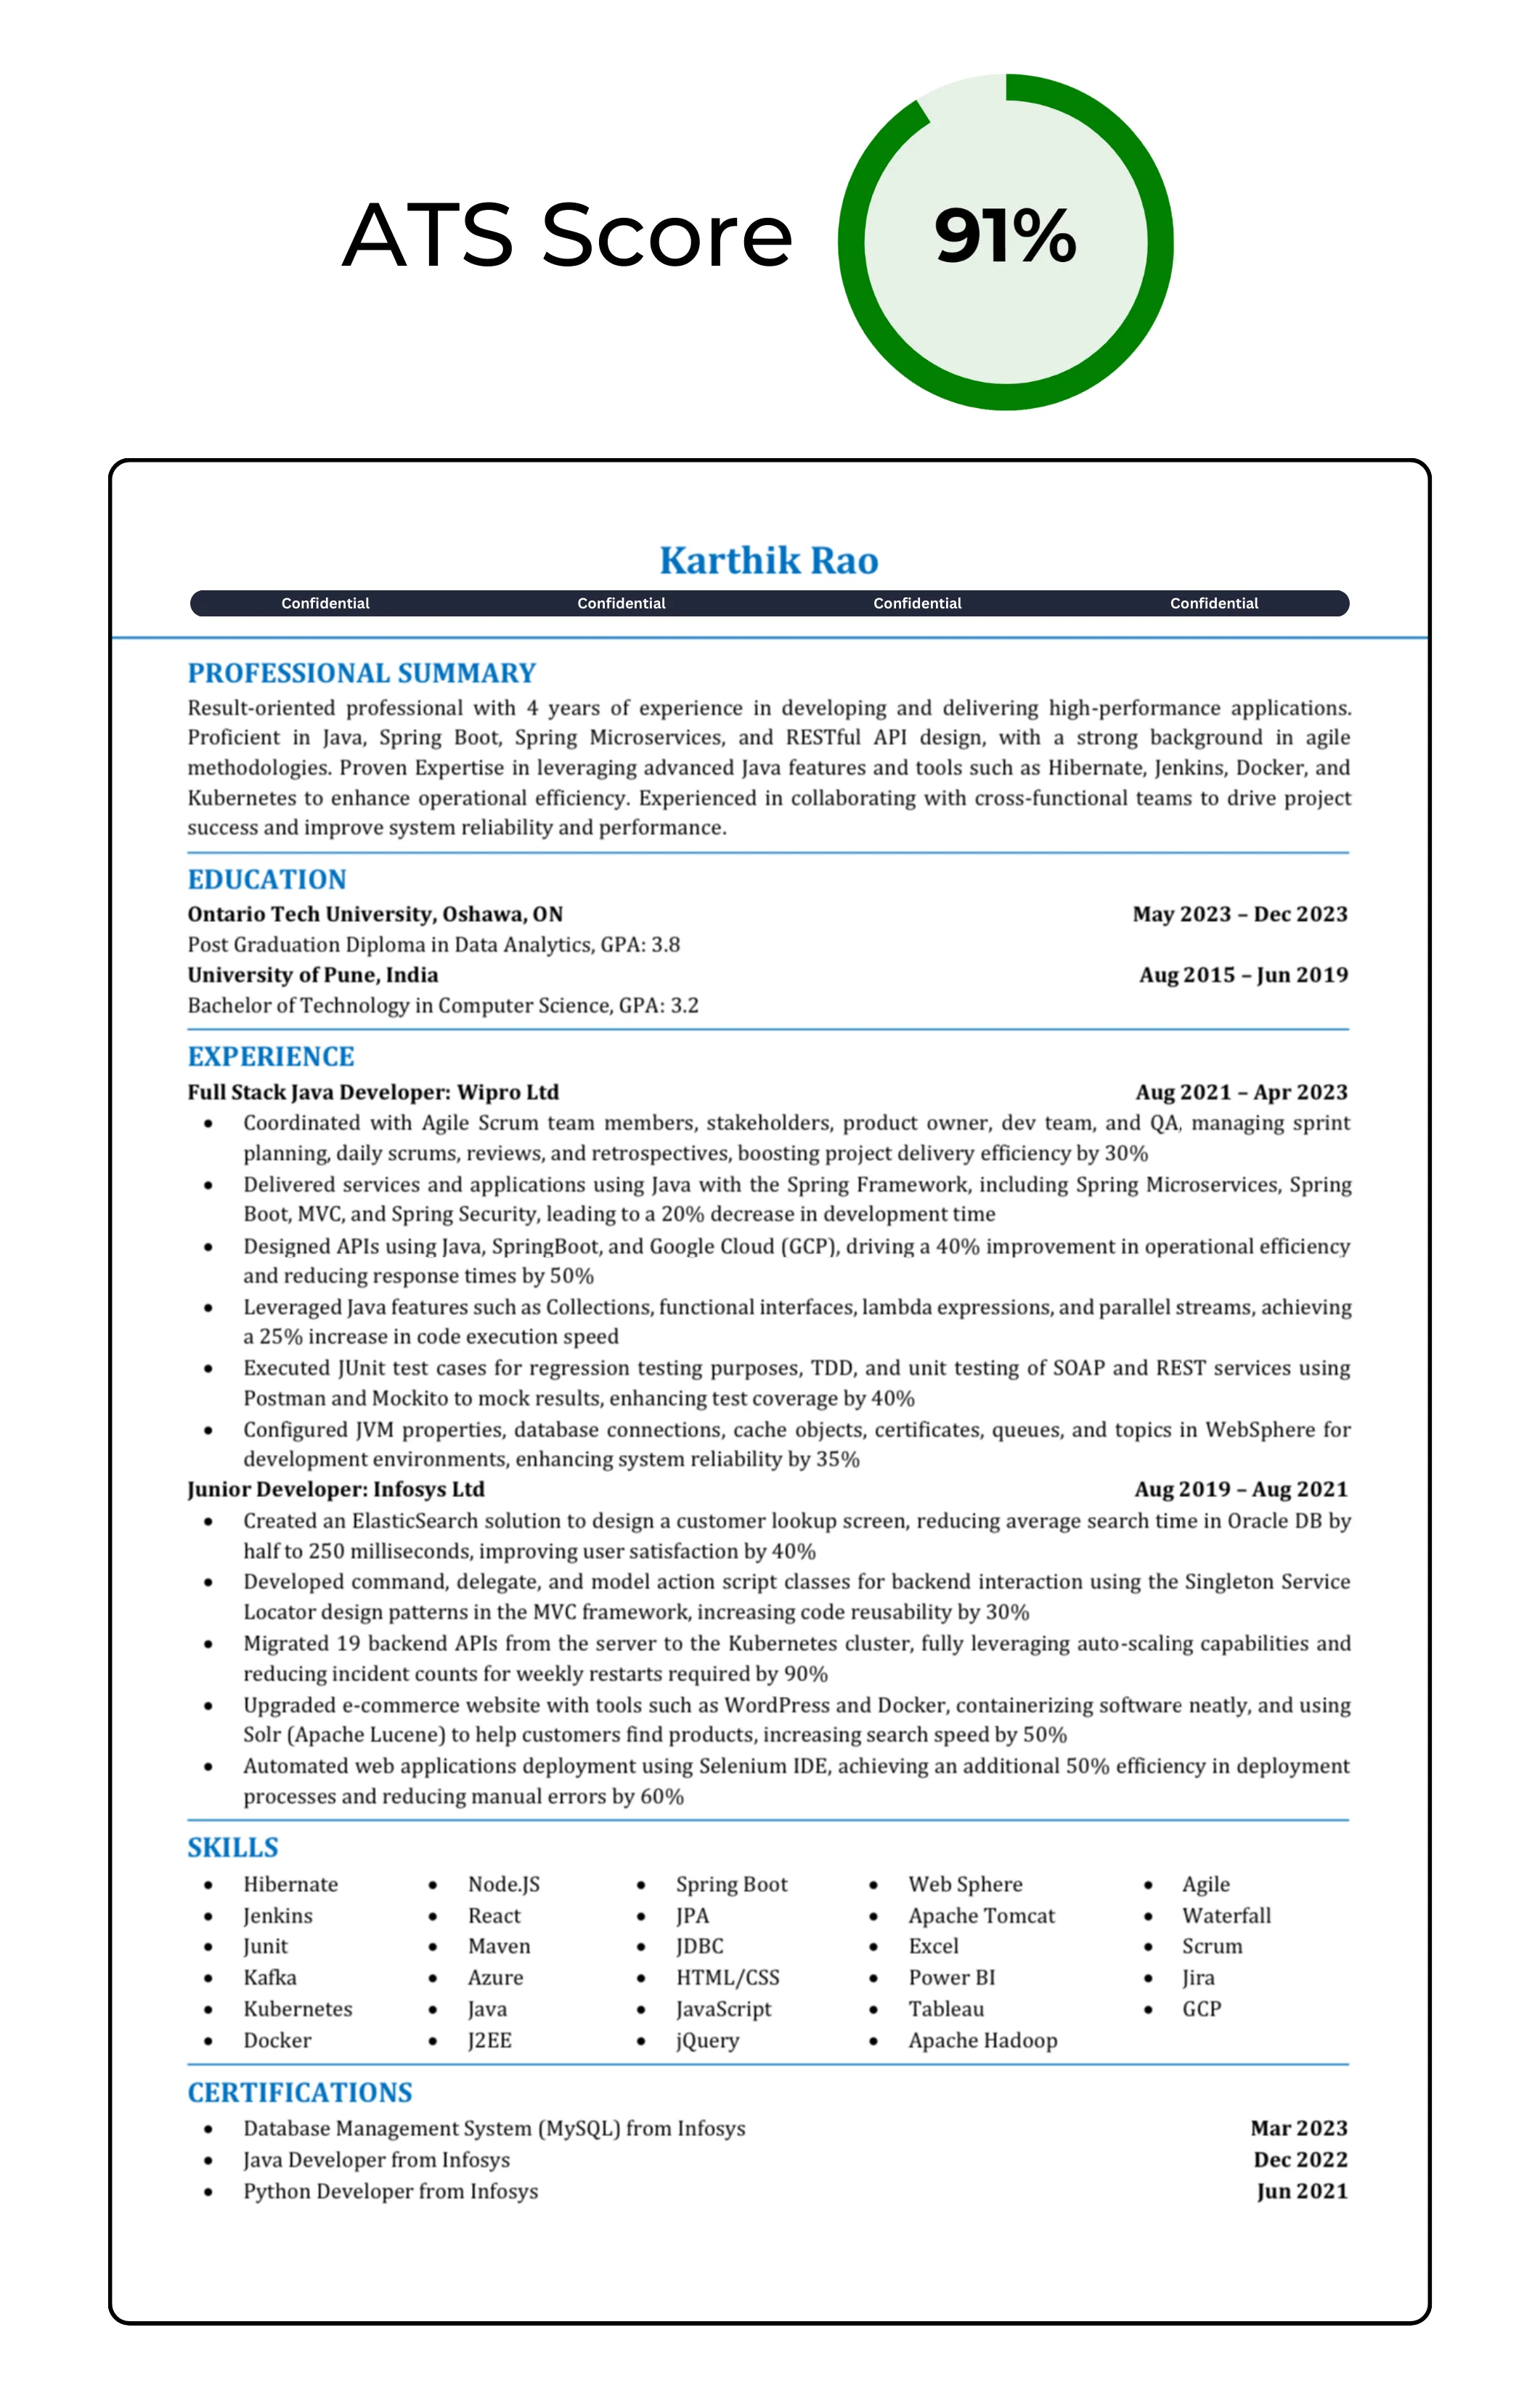 ATS Score
91%
Karthik Rao
Confidential Confidential Confidential Confidential
PROFESSIONAL SUMMARY
Result-oriented professional with 4 years of experience in developing and delivering high-performance applications.
Proficient in Java, Spring Boot, Spring Microservices, and RESTful API design, with a strong background in agile
methodologies. Proven Expertise in leveraging advanced Java features and tools such as Hibernate, Jenkins, Docker, and
Kubernetes to enhance operational efficiency. Experienced in collaborating with cross-functional teams to drive project
success and improve system reliability and performance.
EDUCATION
Ontario Tech University, Oshawa, ON May 2023 – Dec 2023
Post Graduation Diploma in Data Analytics, GPA: 3.8
University of Pune, India Aug 2015 – Jun 2019
Bachelor of Technology in Computer Science, GPA: 3.2
EXPERIENCE
Full Stack Java Developer: Wipro Ltd Aug 2021 – Apr 2023
• Coordinated with Agile Scrum team members, stakeholders, product owner, dev team, and QA, managing sprint
planning, daily scrums, reviews, and retrospectives, boosting project delivery efficiency by 30%
• Delivered services and applications using Java with the Spring Framework, including Spring Microservices, Spring
Boot, MVC, and Spring Security, leading to a 20% decrease in development time
• Designed APIs using Java, SpringBoot, and Google Cloud (GCP), driving a 40% improvement in operational efficiency
and reducing response times by 50%
• Leveraged Java features such as Collections, functional interfaces, lambda expressions, and parallel streams, achieving
a 25% increase in code execution speed
• Executed JUnit test cases for regression testing purposes, TDD, and unit testing of SOAP and REST services using
Postman and Mockito to mock results, enhancing test coverage by 40%
• Configured JVM properties, database connections, cache objects, certificates, queues, and topics in WebSphere for
development environments, enhancing system reliability by 35%
Junior Developer: Infosys Ltd Aug 2019 – Aug 2021
• Created an ElasticSearch solution to design a customer lookup screen, reducing average search time in Oracle DB by
half to 250 milliseconds, improving user satisfaction by 40%
• Developed command, delegate, and model action script classes for backend interaction using the Singleton Service
Locator design patterns in the MVC framework, increasing code reusability by 30%
• Migrated 19 backend APIs from the server to the Kubernetes cluster, fully leveraging auto-scaling capabilities and
reducing incident counts for weekly restarts required by 90%
• Upgraded e-commerce website with tools such as WordPress and Docker, containerizing software neatly, and using
Solr (Apache Lucene) to help customers find products, increasing search speed by 50%
• Automated web applications deployment using Selenium IDE, achieving an additional 50% efficiency in deployment
processes and reducing manual errors by 60%
SKILLS
• Hibernate • Node.JS • Spring Boot • Web Sphere • Agile
• Jenkins • React • JPA • Apache Tomcat • Waterfall
• Junit • Maven • JDBC • Excel • Scrum
• Kafka • Azure • HTML/CSS • Power BI • Jira
• Kubernetes • Java • JavaScript • Tableau • GCP
• Docker • J2EE • jQuery • Apache Hadoop
CERTIFICATIONS
• Database Management System (MySQL) from Infosys Mar 2023
• Java Developer from Infosys Dec 2022
• Python Developer from Infosys Jun 2021